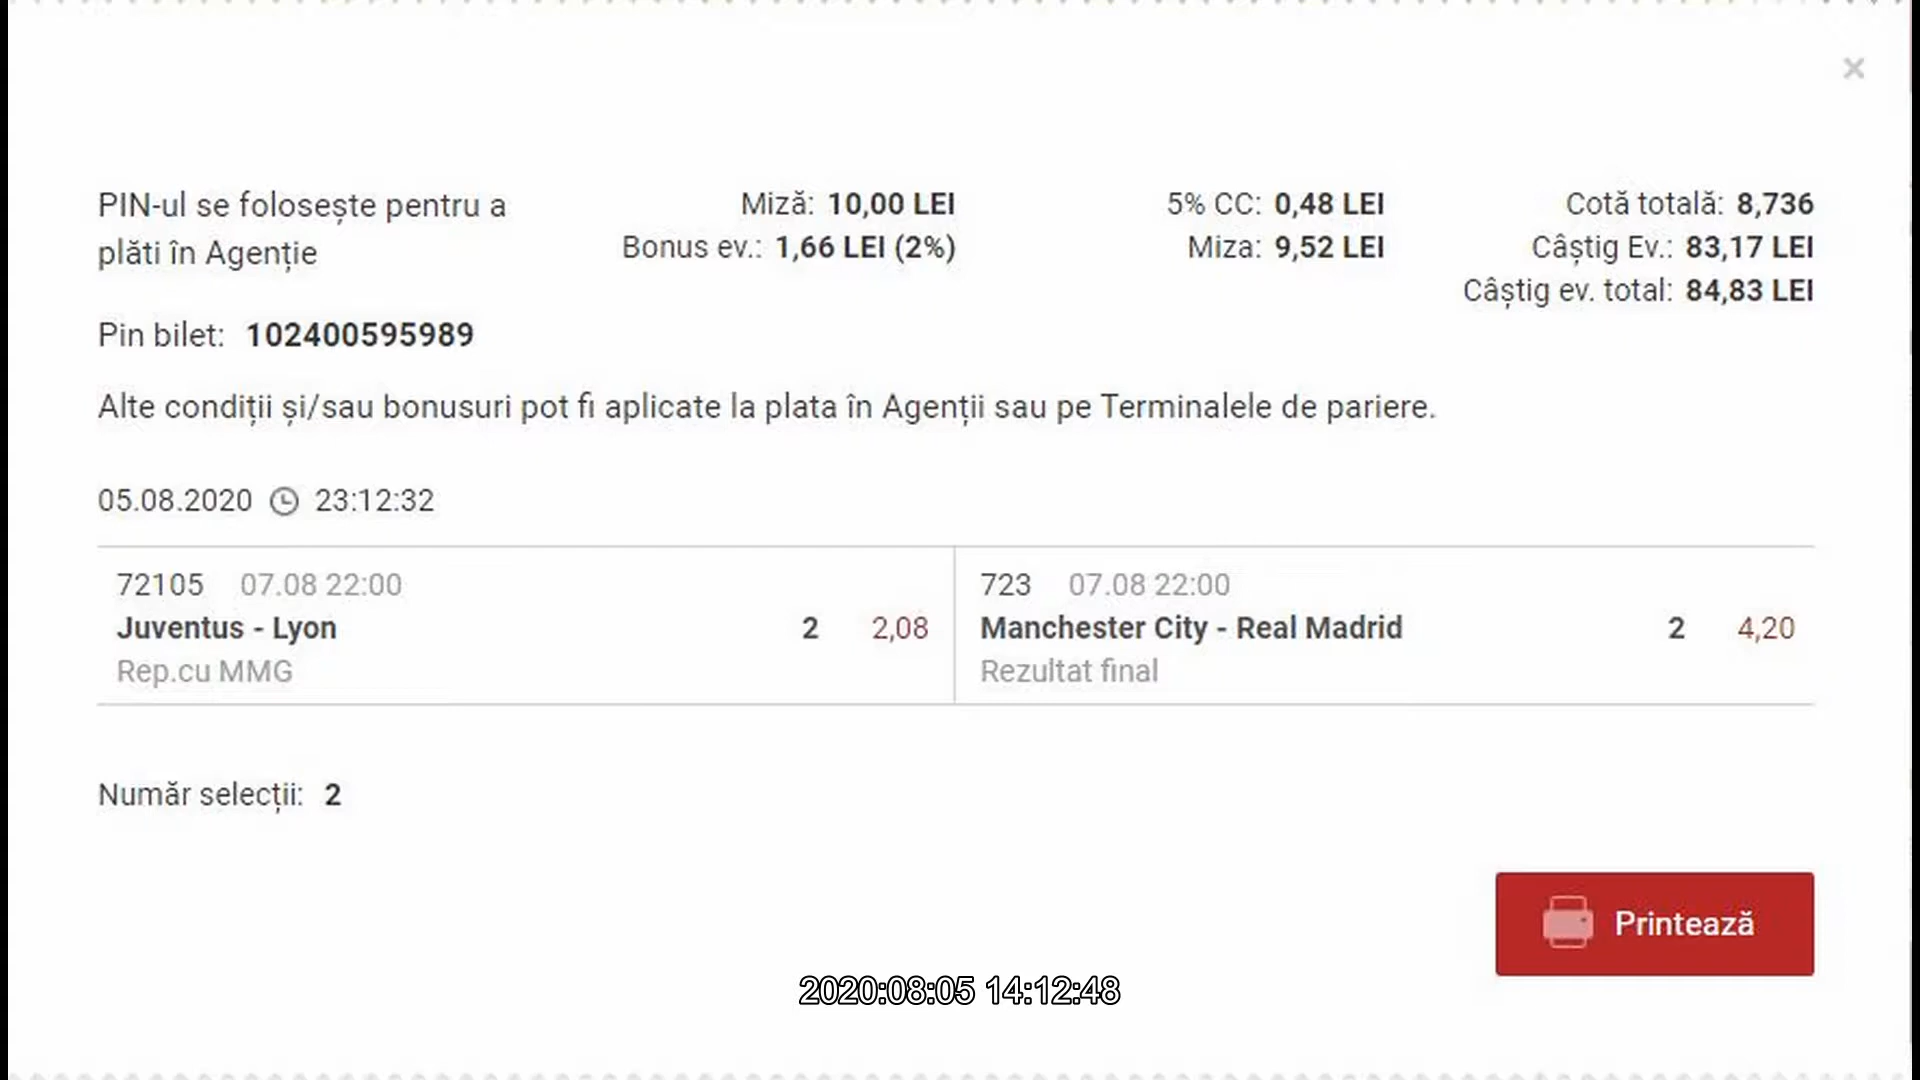 ×
PIN-ul se folosește pentru a
plăti în Agenție
Pin bilet: 102400595989
Miză: 10,00 LEI
Bonus ev.: 1,66 LEI (2%)
5% CC: 0,48 LEI
Miza: 9,52 LEI
Cotă totală: 8,736
Câștig Ev.: 83,17 LEI
Câștig ev. total: 84,83 LEI
Alte condiții și/sau bonusuri pot fi aplicate la plata în Agenții sau pe Terminalele de pariere.
05.08.2020 23:12:32
72105 07.08 22:00
Juventus - Lyon 2 2,08
Rep.cu MMG
723 07.08 22:00
Manchester City - Real Madrid 2 4,20
Rezultat final
Număr selecții: 2
Printează
2020:08:05 14:12:48